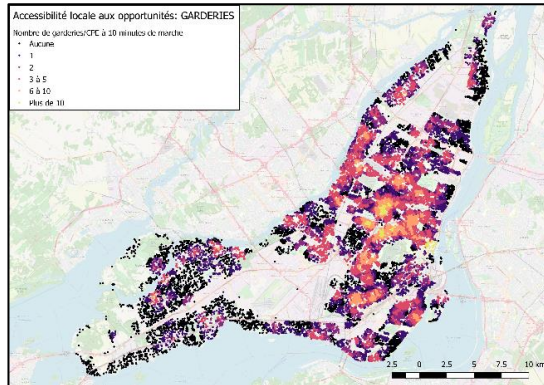 Accessibilité locale aux opportunités: GARDERIES
Nombre de garderies/CPE à 10 minutes de marche
Aucune
1
2
3 à 5
6 à 10
Plus de 10
2.5 0 2.5 5 7.5 10 km